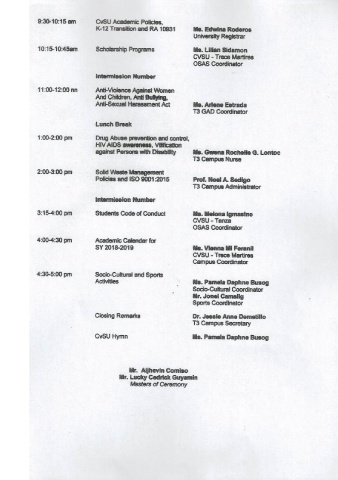 9:30-10:15 am CvSU Academic Policies,
K-12 Transition and RA 10931 Ms. Edwina Roderos
University Registrar
10:15-10:45am Scholarship Programs Ms. Lilian Sidamon
CVSU - Trece Martires
OSAS Coordinator
Intermission Number
11:00-12:00 nn Anti-Violence Against Women
And Children, Anti Bullying,
Anti-Sexual Harassment Act Ms. Arlene Estrada
T3 GAD Coordinator
Lunch Break
1:00-2:00 pm Drug Abuse prevention and control,
HIV AIDS awareness, Vilification
against Persons with Disability Ms. Gwenn Rochelle G. Lontoc
T3 Campus Nurse
2:00-3:00 pm Solid Waste Management
Policies and ISO 9001:2015 Prof. Noel A. Sedigo
T3 Campus Administrator
Intermission Number
3:15-4:00 pm Students Code of Conduct Ms. Melona Igmasine
CVSU - Tanza
OSAS Coordinator
4:00-4:30 pm Academic Calendar for
SY 2018-2019 Ms. Vienna Mi Feranil
CVSU - Trece Martires
Campus Coordinator
4:30-5:00 pm Socio-Cultural and Sports
Activities Ms. Pamela Daphne Busog
Socio-Cultural Coordinator
Mr. Jonel Camalig
Sports Coordinator
Closing Remarks Dr. Jessie Anne Demetillo
T3 Campus Secretary
CvSU Hymn Ms. Pamela Daphne Busog
Mr. Aljhevin Comiso
Mr. Lucky Cedrick Guyamin
Masters of Ceremony